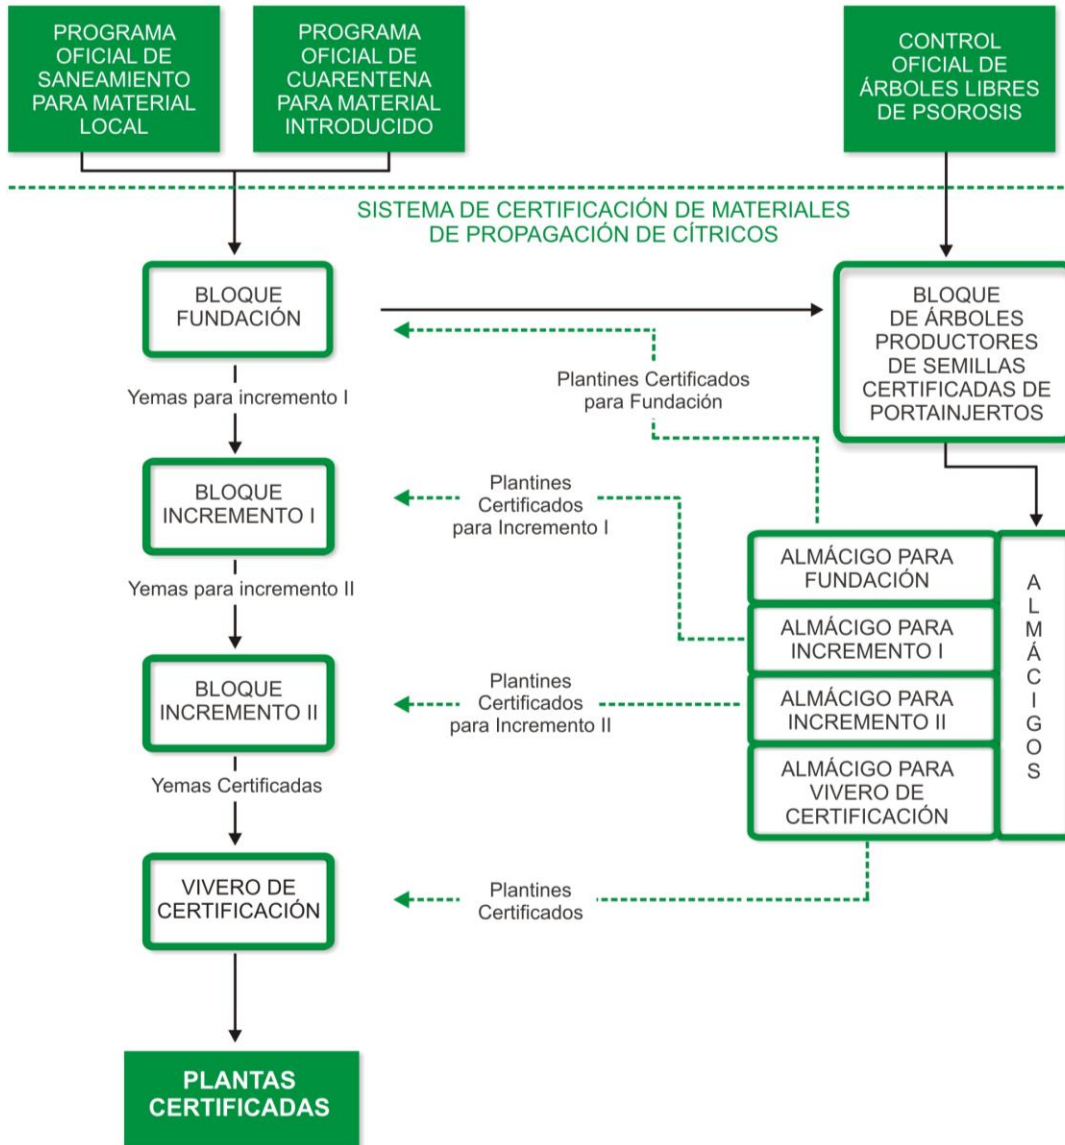 PROGRAMA
OFICIAL DE
SANEAMIENTO
PARA MATERIAL
LOCAL
PROGRAMA
OFICIAL DE
CUARENTENA
PARA MATERIAL
INTRODUCIDO
CONTROL
OFICIAL DE
ÁRBOLES LIBRES
DE PSOROSIS
SISTEMA DE CERTIFICACIÓN DE MATERIALES
DE PROPAGACIÓN DE CÍTRICOS
BLOQUE
FUNDACIÓN
BLOQUE
DE ÁRBOLES
PRODUCTORES
DE SEMILLAS
CERTIFICADAS DE
PORTAINJERTOS
Plantines Certificados
para Fundación
Yemas para incremento I
BLOQUE
INCREMENTO I
Plantines
Certificados
para Incremento I
Yemas para incremento II
ALMÁCIGO PARA
FUNDACIÓN
ALMÁCIGO PARA
INCREMENTO I
ALMÁCIGO PARA
INCREMENTO II
ALMÁCIGO PARA
VIVERO DE
CERTIFICACIÓN
A
L
M
Á
C
I
G
O
S
BLOQUE
INCREMENTO II
Plantines
Certificados
para Incremento II
Yemas Certificadas
VIVERO DE
CERTIFICACIÓN
Plantines
Certificados
PLANTAS
CERTIFICADAS